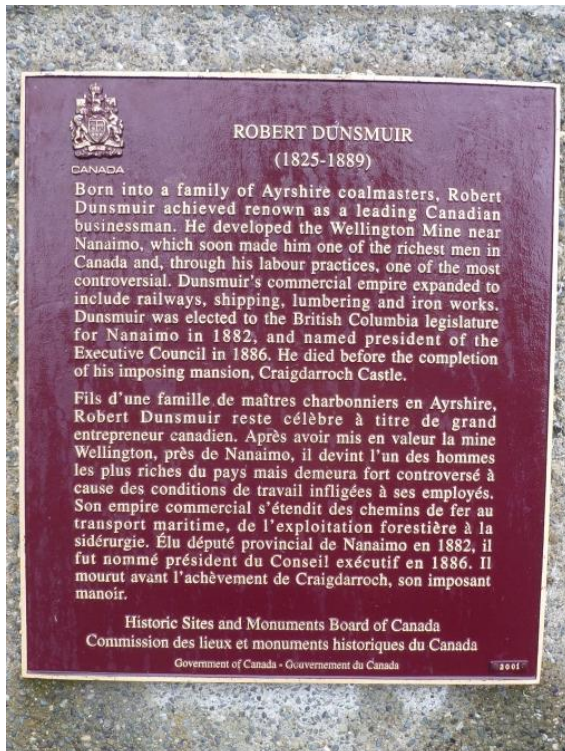 CANADA
ROBERT DUNSMUIR
(1825-1889)
Born into a family of Ayrshire coalmasters, Robert
Dunsmuir achieved renown as a leading Canadian
businessman. He developed the Wellington Mine near
Nanaimo, which soon made him one of the richest men in
Canada and, through his labour practices, one of the most
controversial. Dunsmuir's commercial empire expanded to
include railways, shipping, lumbering and iron works.
Dunsmuir was elected to the British Columbia legislature
for Nanaimo in 1882, and named president of the
Executive Council in 1886. He died before the completion
of his imposing mansion, Craigdarroch Castle.
Fils d'une famille de maîtres charbonniers en Ayrshire,
Robert Dunsmuir reste célèbre à titre de grand
entrepreneur canadien. Après avoir mis en valeur la mine
Wellington, près de Nanaimo, il devint l'un des hommes
les plus riches du pays mais demeura fort controversé à
cause des conditions de travail infligées à ses employés.
Son empire commercial s'étendit des chemins de fer au
transport maritime, de l'exploitation forestière à la
sidérurgie. Élu député provincial de Nanaimo en 1882, il
fut nommé président du Conseil exécutif en 1886. Il
mourut avant l'achèvement de Craigdarroch, son imposant
manoir.
Historic Sites and Monuments Board of Canada
Commission des lieux et monuments historiques du Canada
Government of Canada - Gouvernement du Canada
2001